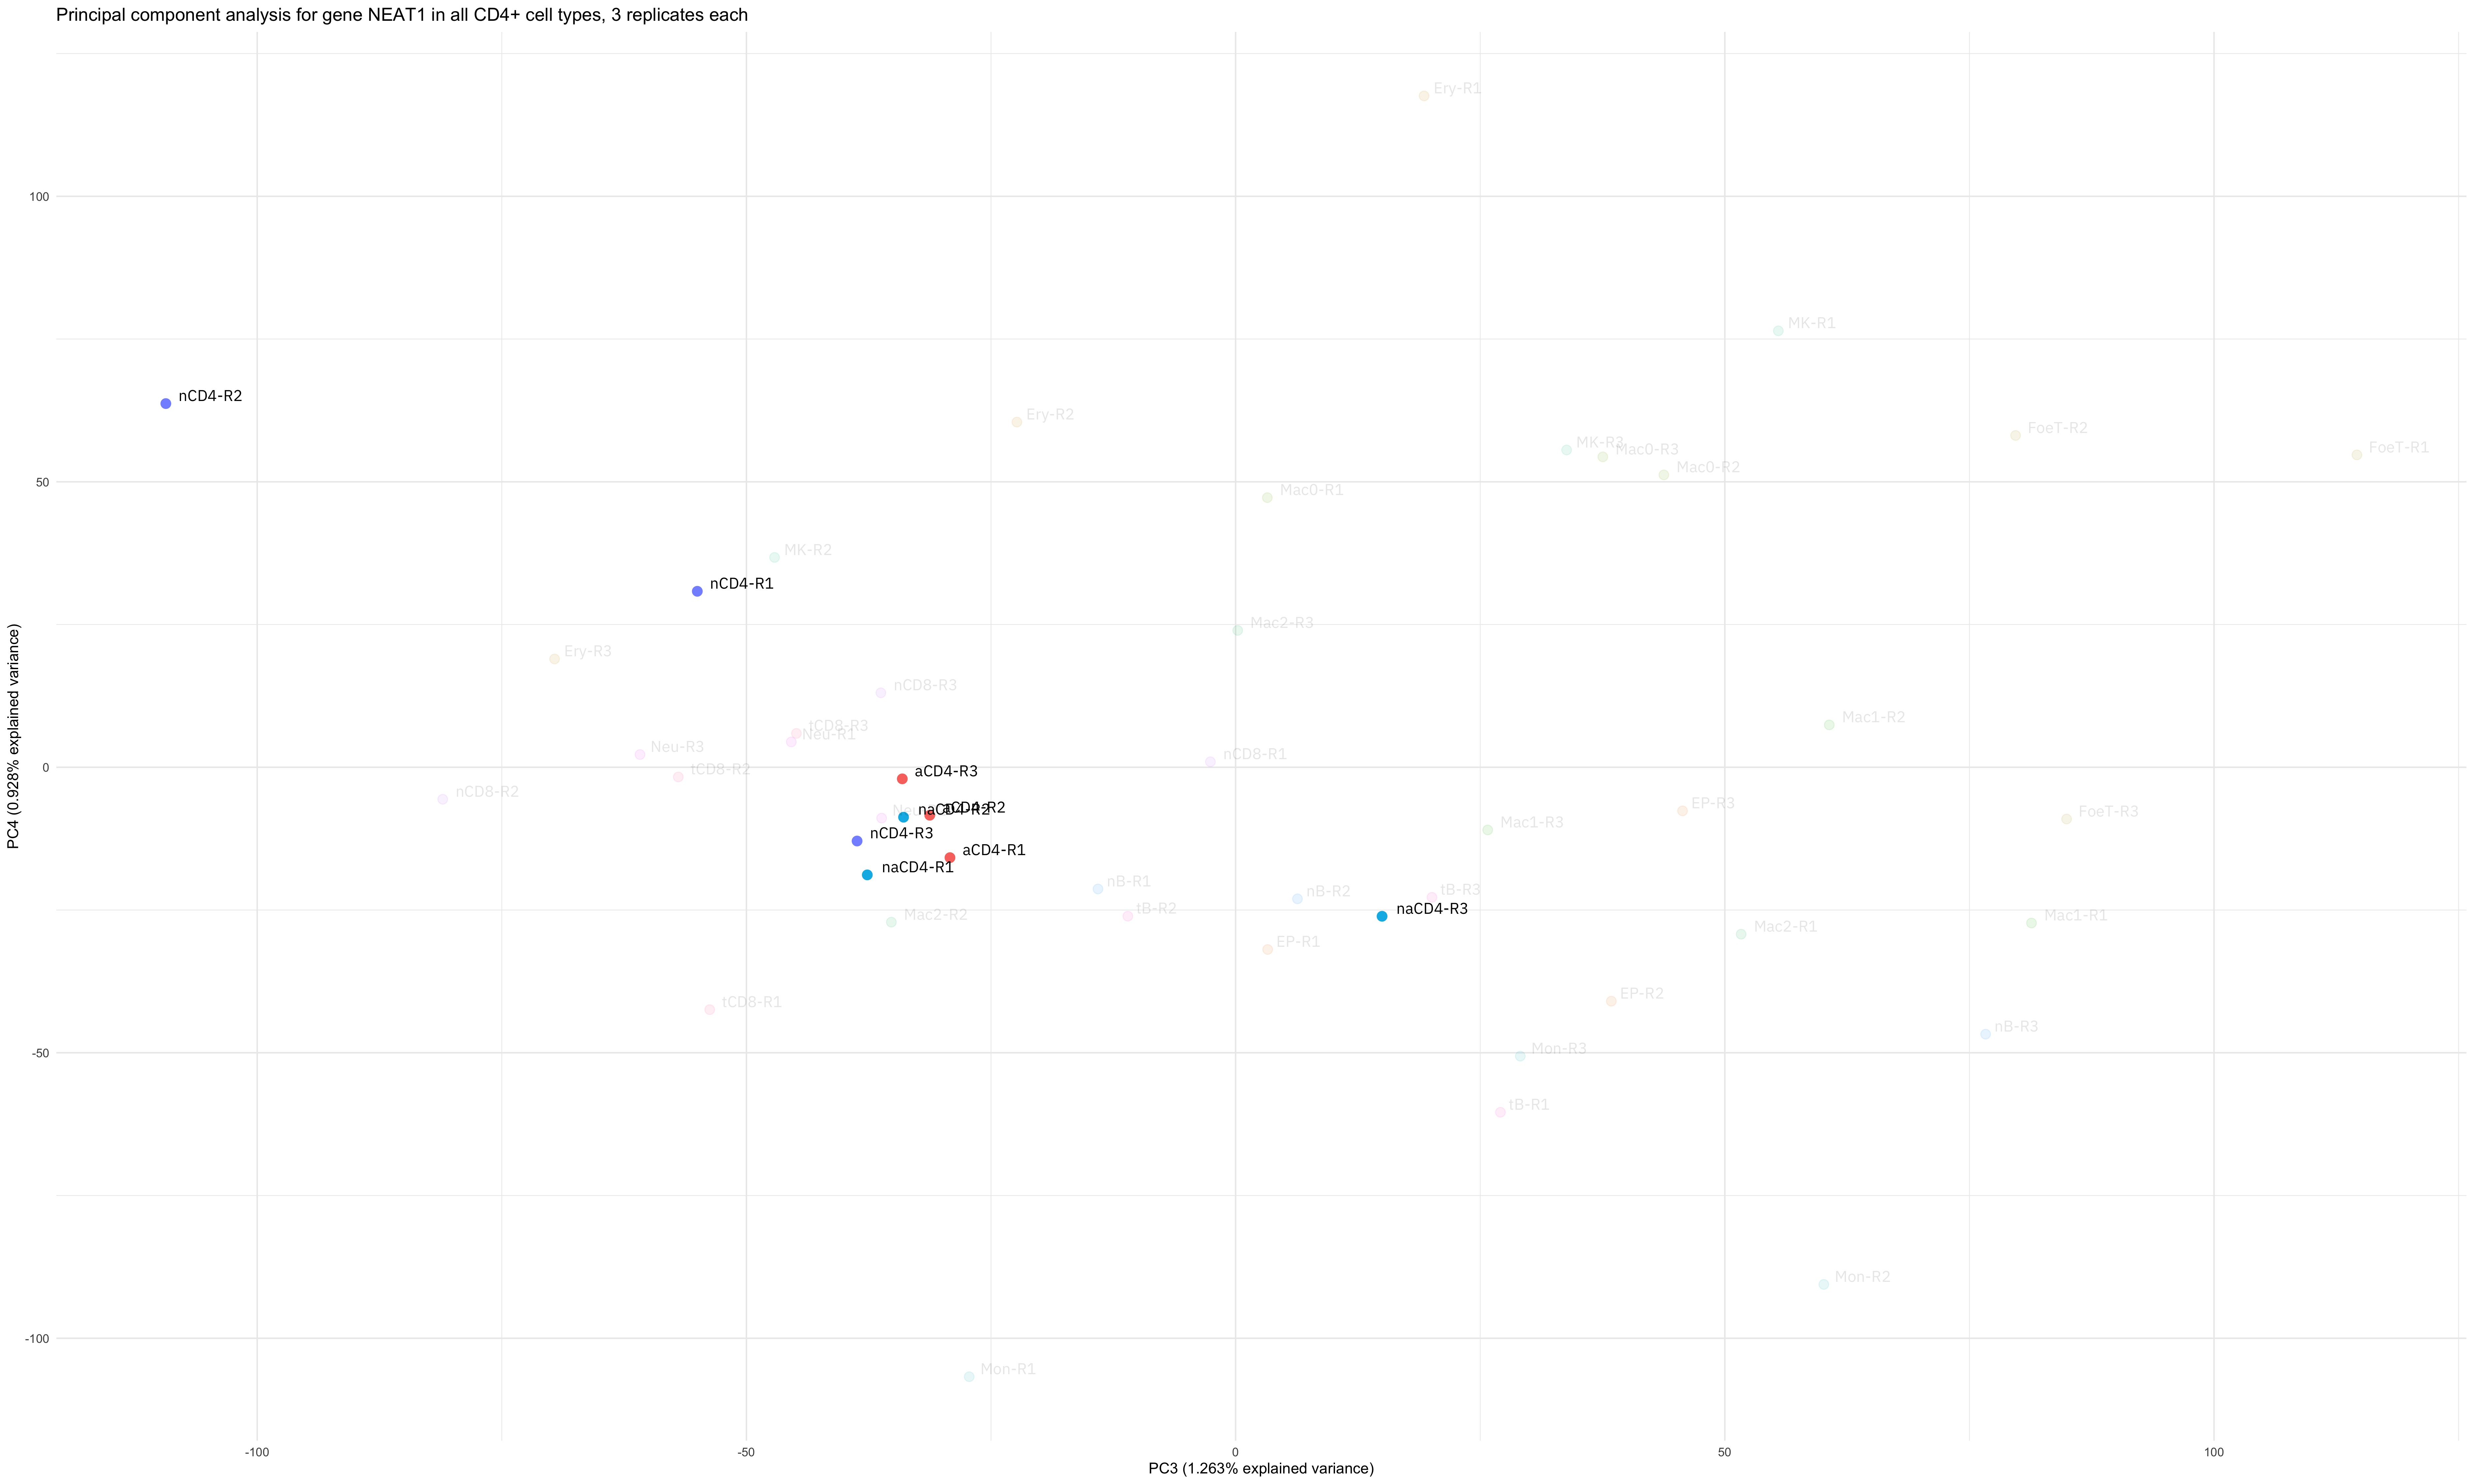 Principal component analysis for gene NEAT1 in all CD4+ cell types, 3 replicates each
Ery-R1
100
MK-R1
nCD4-R2
Ery-R2
FoeT-R2
MK-R3
Mac0-R3
FoeT-R1
Mac0-R2
50
Mac0-R1
MK-R2
nCD4-R1
Mac2-R3
Ery-R3
nCD8-R3
Mac1-R2
tCD8-R3
Neu-R1
Neu-R3
nCD8-R1
0
tCD8-R2
aCD4-R3
nCD8-R2
EP-R3
naCD4-R2
aCD4-R2
FoeT-R3
Mac1-R3
nCD4-R3
aCD4-R1
naCD4-R1
nB-R1
nB-R2
tB-R3
tB-R2
naCD4-R3
Mac2-R2
Mac1-R1
Mac2-R1
EP-R1
EP-R2
tCD8-R1
nB-R3
Mon-R3
-50
tB-R1
Mon-R2
-100
Mon-R1
-100
-50
0
50
100
PC3 (1.263% explained variance)
PC4 (0.928% explained variance)